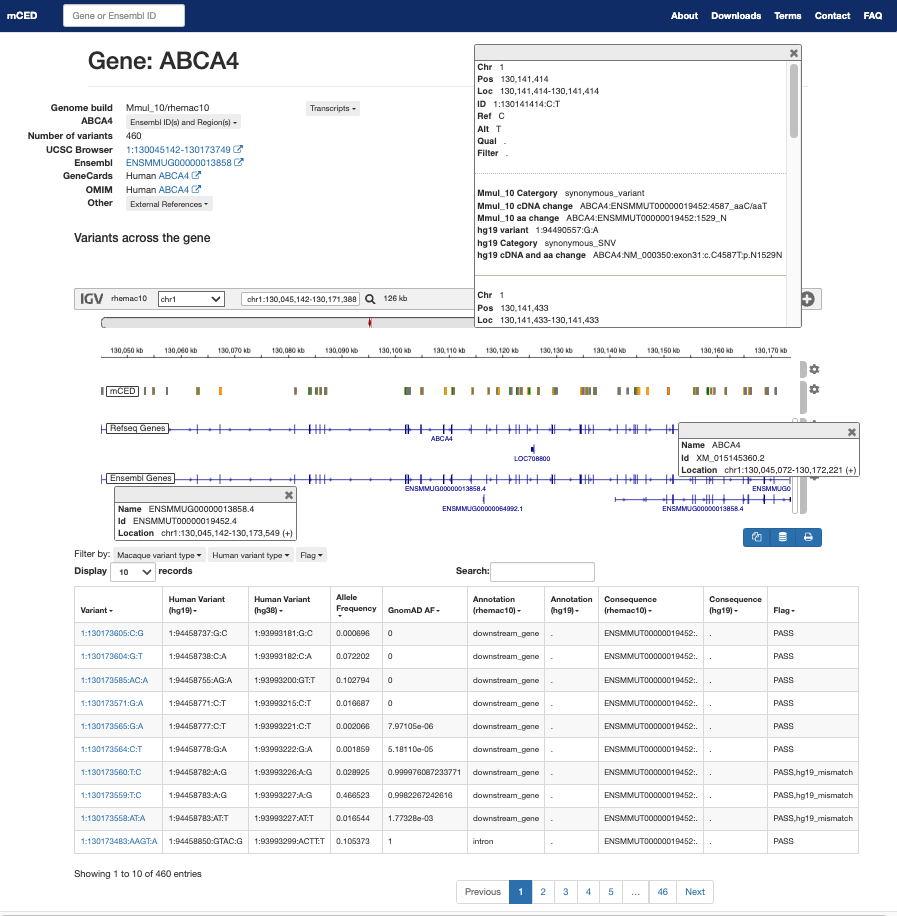 mCED Gene or Ensembl ID About Downloads Terms Contact FAQ
Gene: ABCA4
Genome build Mmul_10/rhemac10 Transcripts
ABCA4 Ensembl ID(s) and Region(s)
Number of variants 460
UCSC Browser 1:130045142-130173749
Ensembl ENSMMUG00000013858
GeneCards Human ABCA4
OMIM Human ABCA4
Other External References
Variants across the gene
Chr 1
Pos 130,141,414
Loc 130,141,414-130,141,414
ID 1:130141414:C:T
Ref C
Alt T
Qual .
Filter .
Mmul_10 Catergory synonymous_variant
Mmul_10 cDNA change ABCA4:ENSMMUT00000019452:4587_aaC/aaT
Mmul_10 aa change ABCA4:ENSMMUT00000019452:1529_N
hg19 variant 1:94490557:G:A
hg19 Category synonymous_SNV
hg19 cDNA and aa change ABCA4:NM_000350:exon31:c.C4587T:p.N1529N
Chr 1
Pos 130,141,433
Loc 130,141,433-130,141,433
IGV rhemac10 chr1 chr1:130,045,142-130,171,388 126 kb
130,050 kb 130,060 kb 130,070 kb 130,080 kb 130,090 kb 130,100 kb 130,110 kb 130,120 kb 130,130 kb 130,140 kb 130,150 kb 130,160 kb 130,170 kb
mCED
Refseq Genes
ABCA4
LOC708800
Name ABCA4
Id XM_015145360.2
Location chr1:130,045,072-130,172,221 (+)
Ensembl Genes
ENSMMUG00000013858.4 ENSMMUG0
ENSMMUG00000064992.1 ENSMMUG00000013858.4
Name ENSMMUG00000013858.4
Id ENSMMUT00000019452.4
Location chr1:130,045,142-130,173,549 (+)
Filter by: Macaque variant type Human variant type Flag
Display 10 records Search:
Variant Human Variant (hg19) Human Variant (hg38) Allele Frequency GnomAD AF Annotation (rhemac10) Annotation (hg19) Consequence (rhemac10) Consequence (hg19) Flag
1:130173605:C:G 1:94458737:G:C 1:93993181:G:C 0.000696 0 downstream_gene . ENSMMUT00000019452:. . PASS
1:130173604:G:T 1:94458738:C:A 1:93993182:C:A 0.072202 0 downstream_gene . ENSMMUT00000019452:. . PASS
1:130173585:AC:A 1:94458755:AG:A 1:93993200:GT:T 0.102794 0 downstream_gene . ENSMMUT00000019452:. . PASS
1:130173571:G:A 1:94458771:C:T 1:93993215:C:T 0.016687 0 downstream_gene . ENSMMUT00000019452:. . PASS
1:130173565:G:A 1:94458777:C:T 1:93993221:C:T 0.002066 7.97105e-06 downstream_gene . ENSMMUT00000019452:. . PASS
1:130173564:C:T 1:94458778:G:A 1:93993222:G:A 0.001859 5.18110e-05 downstream_gene . ENSMMUT00000019452:. . PASS
1:130173560:T:C 1:94458782:A:G 1:93993226:A:G 0.028925 0.999976087233771 downstream_gene . ENSMMUT00000019452:. . PASS,hg19_mismatch
1:130173559:T:C 1:94458783:A:G 1:93993227:A:G 0.466523 0.9982267242616 downstream_gene . ENSMMUT00000019452:. . PASS,hg19_mismatch
1:130173558:AT:A 1:94458783:AT:T 1:93993227:AT:T 0.016544 1.77328e-03 downstream_gene . ENSMMUT00000019452:. . PASS,hg19_mismatch
1:130173483:AAGT:A 1:94458850:GTAC:G 1:93993299:ACTT:T 0.105373 1 intron . ENSMMUT00000019452:. . PASS
Showing 1 to 10 of 460 entries
Previous 1 2 3 4 5 ... 46 Next